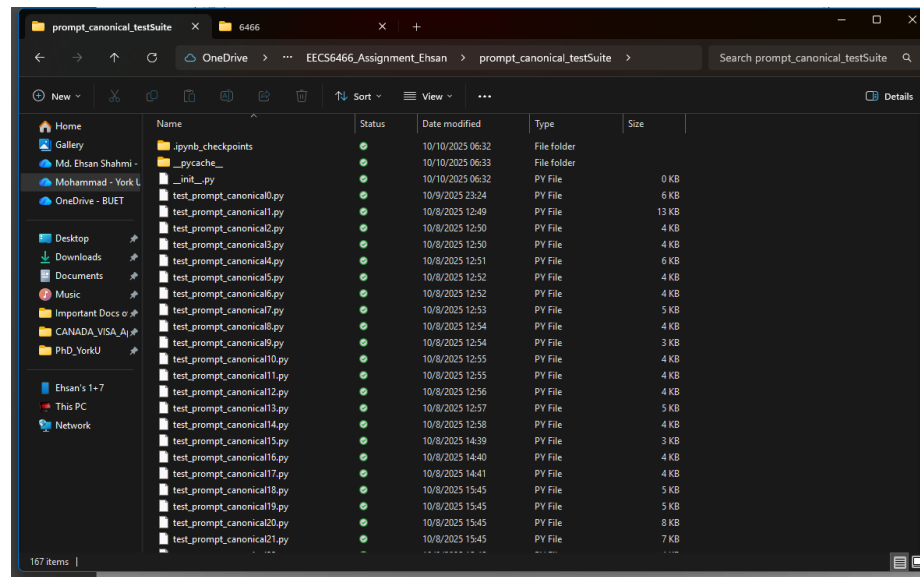 prompt_canonical_testSuite
6466
OneDrive > ... EECS6466_Assignment_Ehsan > prompt_canonical_testSuite >
Search prompt_canonical_testSuite
New
Sort
View
...
Details
Name Status Date modified Type Size
Home
Gallery
Md. Ehsan Shahmi -
Mohammad - York U
OneDrive - BUET
Desktop
Downloads
Documents
Music
Important Docs o
CANADA_VISA_A
PhD_YorkU
Ehsan's 1+7
This PC
Network
.ipynb_checkpoints 10/10/2025 06:32 File folder
__pycache__ 10/10/2025 06:33 File folder
__init__.py 10/10/2025 06:32 PY File 0 KB
test_prompt_canonical0.py 10/9/2025 23:24 PY File 6 KB
test_prompt_canonical1.py 10/8/2025 12:49 PY File 13 KB
test_prompt_canonical2.py 10/8/2025 12:50 PY File 4 KB
test_prompt_canonical3.py 10/8/2025 12:50 PY File 4 KB
test_prompt_canonical4.py 10/8/2025 12:51 PY File 6 KB
test_prompt_canonical5.py 10/8/2025 12:52 PY File 4 KB
test_prompt_canonical6.py 10/8/2025 12:52 PY File 4 KB
test_prompt_canonical7.py 10/8/2025 12:53 PY File 5 KB
test_prompt_canonical8.py 10/8/2025 12:54 PY File 4 KB
test_prompt_canonical9.py 10/8/2025 12:54 PY File 3 KB
test_prompt_canonical10.py 10/8/2025 12:55 PY File 4 KB
test_prompt_canonical11.py 10/8/2025 12:55 PY File 4 KB
test_prompt_canonical12.py 10/8/2025 12:56 PY File 4 KB
test_prompt_canonical13.py 10/8/2025 12:57 PY File 5 KB
test_prompt_canonical14.py 10/8/2025 12:58 PY File 4 KB
test_prompt_canonical15.py 10/8/2025 14:39 PY File 3 KB
test_prompt_canonical16.py 10/8/2025 14:40 PY File 4 KB
test_prompt_canonical17.py 10/8/2025 14:41 PY File 4 KB
test_prompt_canonical18.py 10/8/2025 15:45 PY File 5 KB
test_prompt_canonical19.py 10/8/2025 15:45 PY File 5 KB
test_prompt_canonical20.py 10/8/2025 15:45 PY File 8 KB
test_prompt_canonical21.py 10/8/2025 15:45 PY File 7 KB
167 items